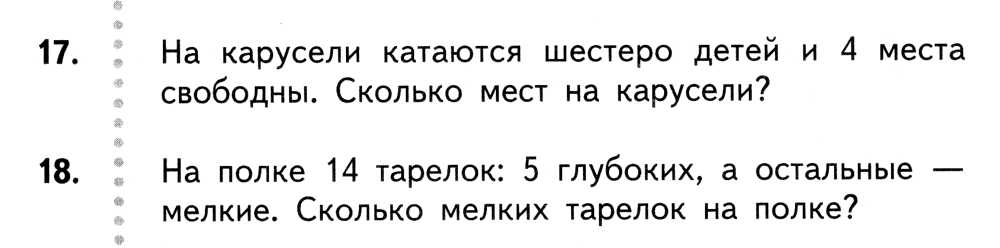 17. На карусели катаются шестеро детей и 4 места
свободны. Сколько мест на карусели?
18. На полке 14 тарелок: 5 глубоких, а остальные —
мелкие. Сколько мелких тарелок на полке?